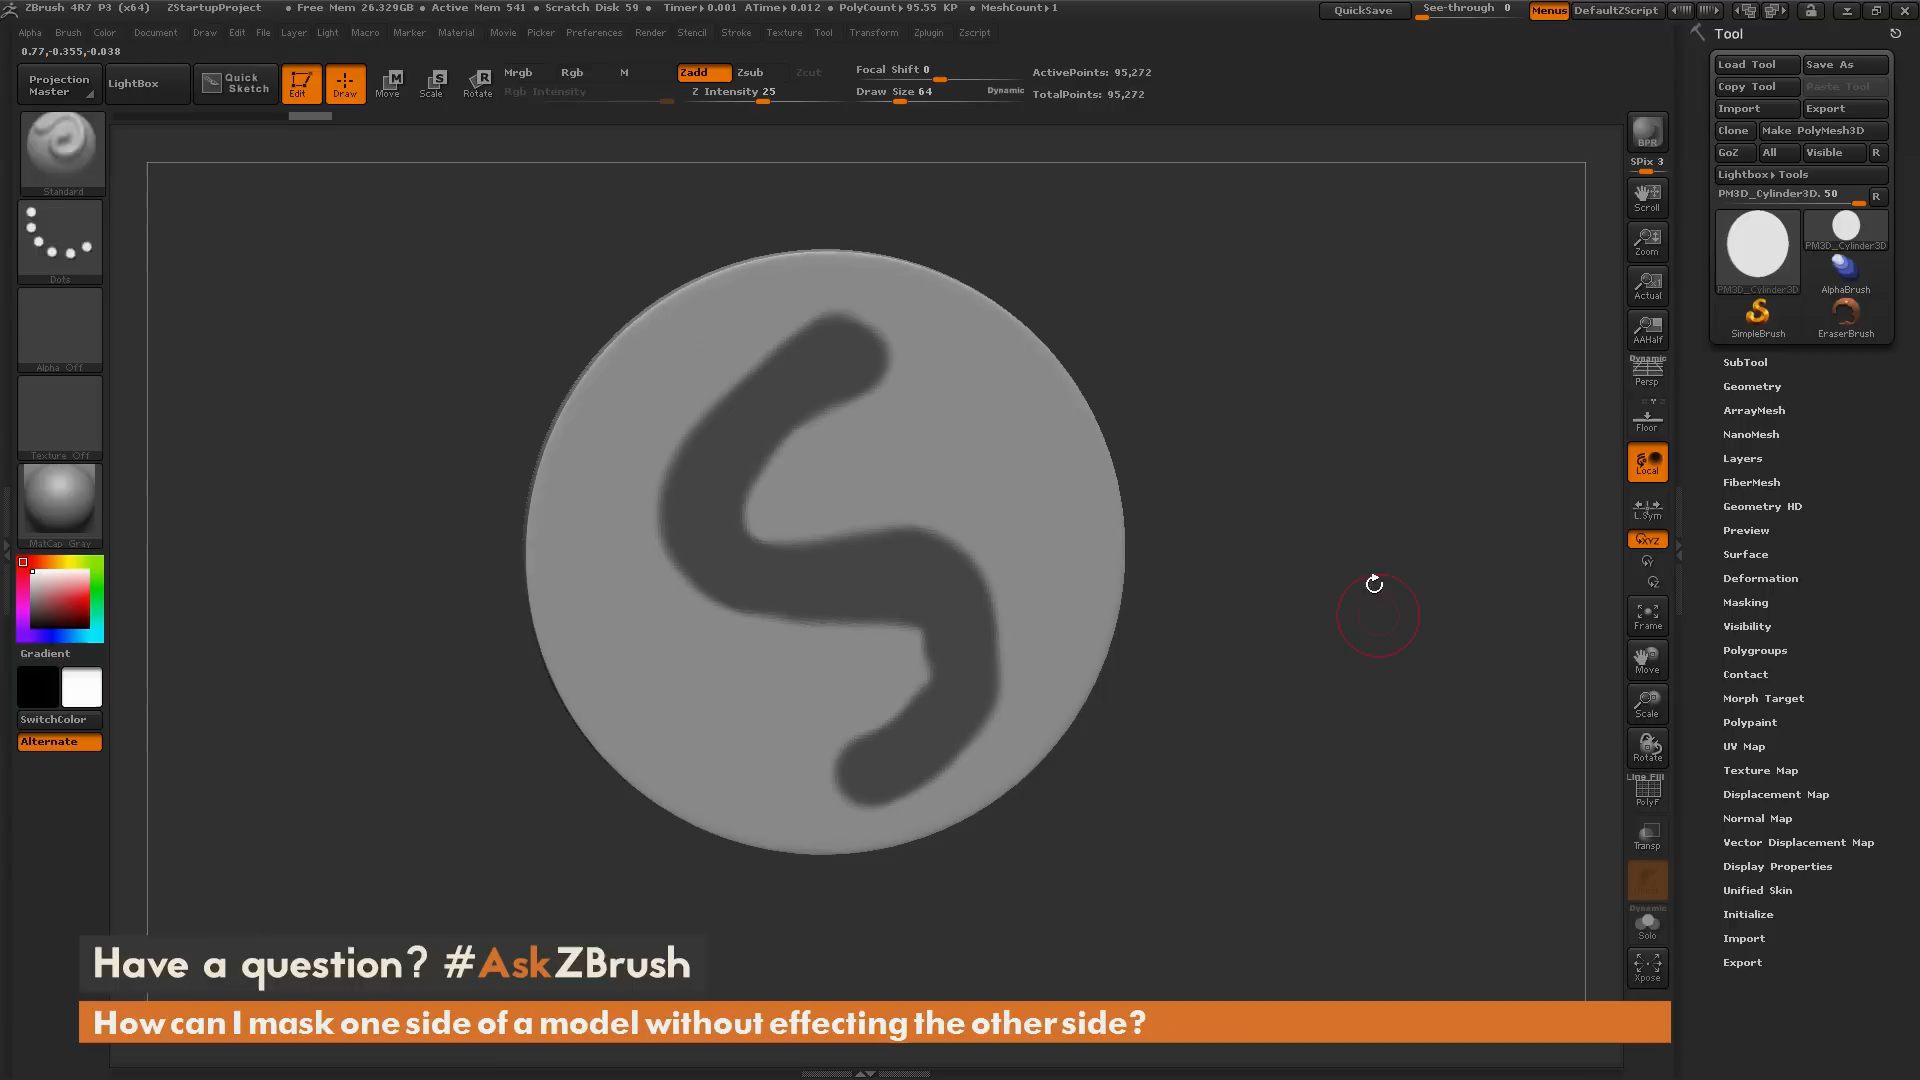 ZBrush 4R7 P3 (x64) ZStartupProject • Free Mem 26.329GB • Active Mem 541 • Scratch Disk 59 • Timer▸0.001 ATime▸0.012 • PolyCount▸95.55 KP • MeshCount▸1 QuickSave See-through 0 Menus DefaultZScript
Alpha Brush Color Document Draw Edit File Layer Light Macro Marker Material Movie Picker Preferences Render Stencil Stroke Texture Tool Transform Zplugin Zscript
0.77,-0.355,-0.038
Projection Master
LightBox
Quick Sketch
Edit
Draw
Move
Scale
Rotate
Mrgb Rgb M
Rgb Intensity
Zadd Zsub Zcut
Z Intensity 25
Focal Shift 0
Draw Size 64
Dynamic
ActivePoints: 95,272
TotalPoints: 95,272
Standard
Dots
Alpha Off
Texture Off
MatCap Gray
Gradient
SwitchColor
Alternate
BPR
SPix 3
Scroll
Zoom
Actual
AAHalf
Dynamic
Persp
Floor
Local
L.Sym
XYZ
Y
Z
Frame
Move
Scale
Rotate
Line Fill
PolyF
Transp
Dynamic
Solo
Xpose
Tool
Load Tool Save As
Copy Tool Paste Tool
Import Export
Clone Make PolyMesh3D
GoZ All Visible R
Lightbox▸Tools
PM3D_Cylinder3D. 50 R
PM3D_Cylinder3D
PM3D_Cylinder3D
AlphaBrush
SimpleBrush
EraserBrush
SubTool
Geometry
ArrayMesh
NanoMesh
Layers
FiberMesh
Geometry HD
Preview
Surface
Deformation
Masking
Visibility
Polygroups
Contact
Morph Target
Polypaint
UV Map
Texture Map
Displacement Map
Normal Map
Vector Displacement Map
Display Properties
Unified Skin
Initialize
Import
Export
Have a question? #AskZBrush
How can I mask one side of a model without effecting the other side?